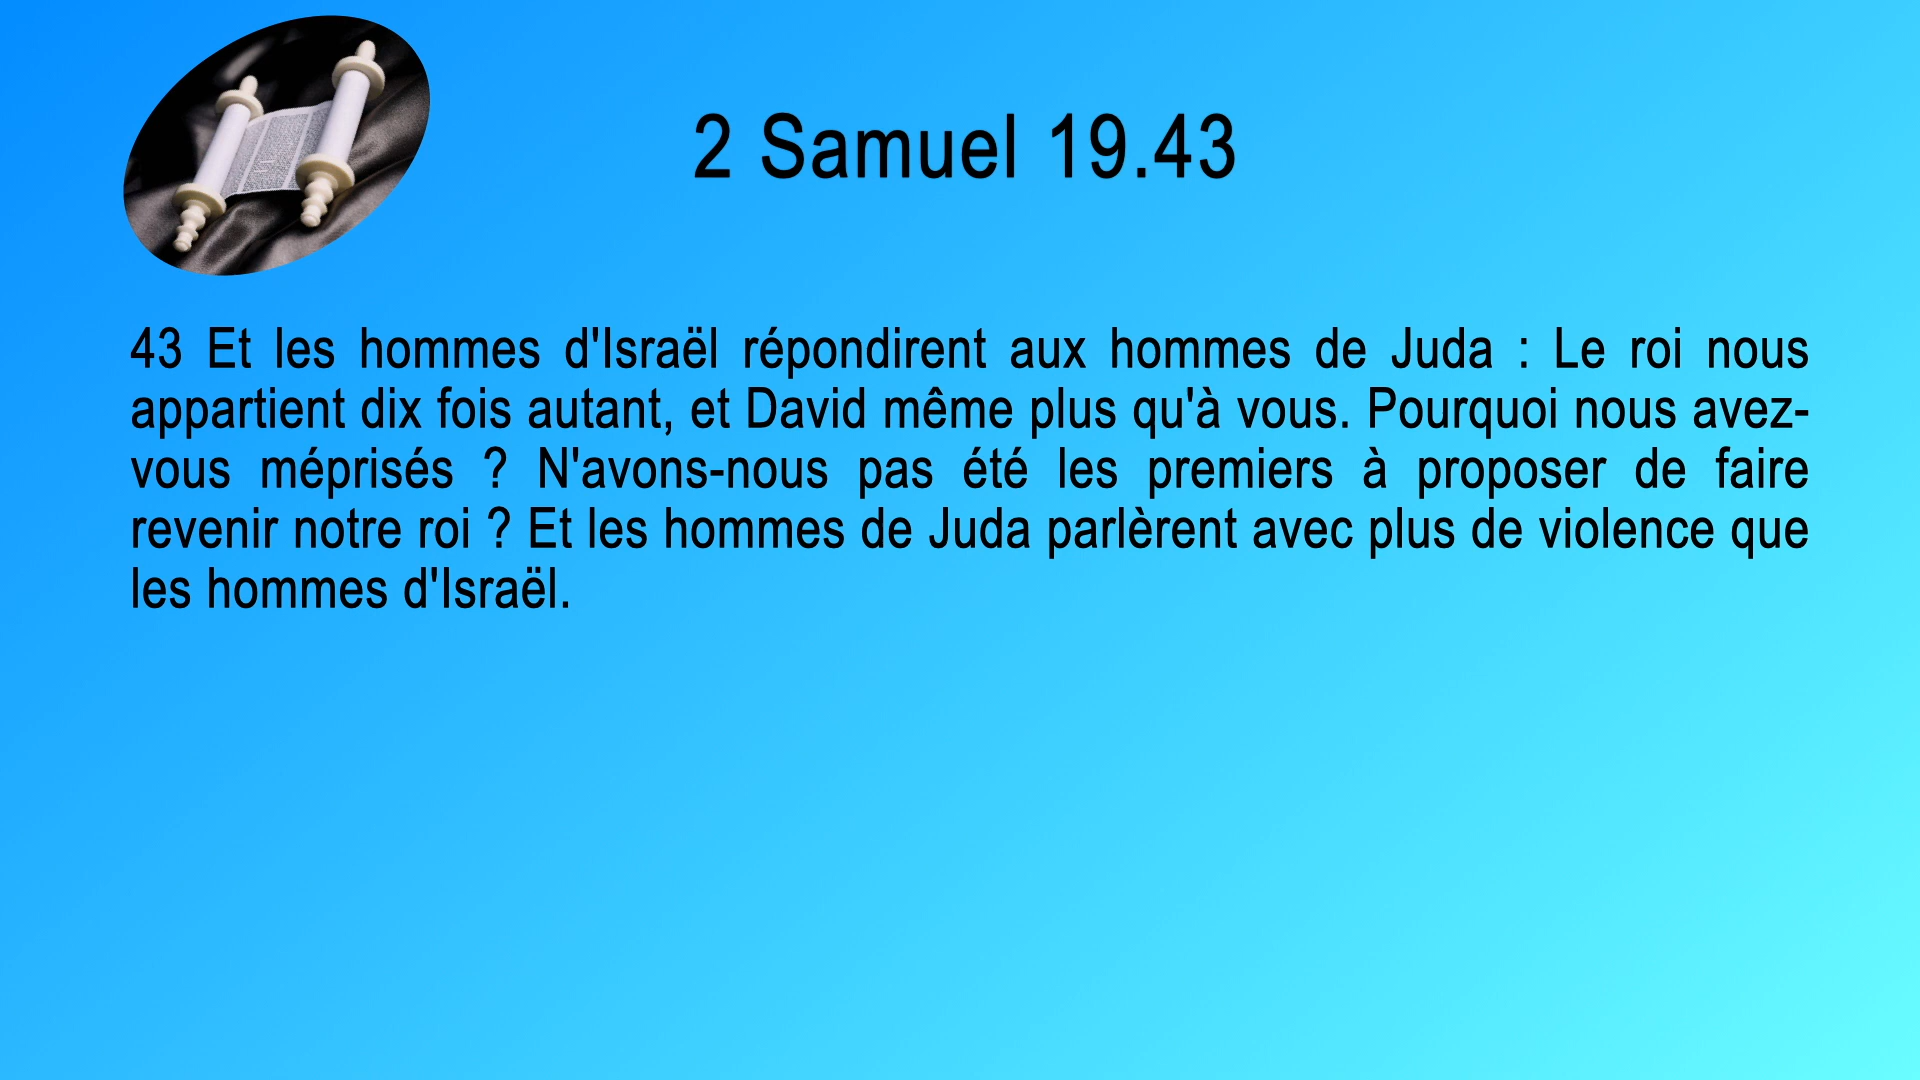 2 Samuel 19.43
43 Et les hommes d'Israël répondirent aux hommes de Juda : Le roi nous
appartient dix fois autant, et David même plus qu'à vous. Pourquoi nous avez-
vous méprisés ? N'avons-nous pas été les premiers à proposer de faire
revenir notre roi ? Et les hommes de Juda parlèrent avec plus de violence que
les hommes d'Israël.